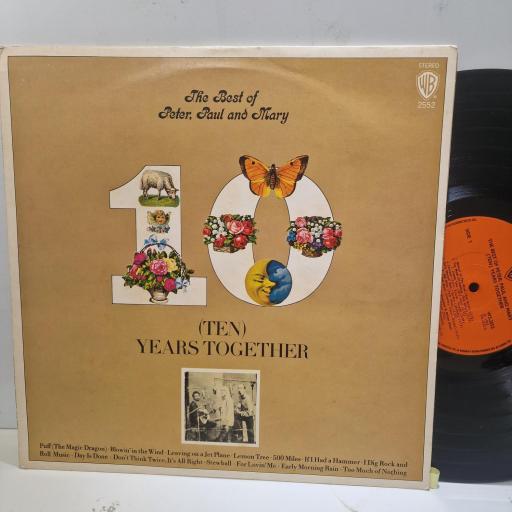 The Best of
Peter, Paul and Mary
STEREO
WB
2552
10
(TEN)
YEARS TOGETHER
Puff (The Magic Dragon) · Blowin' in the Wind · Leaving on a Jet Plane · Lemon Tree · 500 Miles · If I Had a Hammer · I Dig Rock and
Roll Music · Day Is Done · Don't Think Twice, It's All Right · Stewball · For Lovin' Me · Early Morning Rain · Too Much of Nothing
SIDE 1
THE BEST OF PETER, PAUL AND MARY
(TEN) YEARS TOGETHER